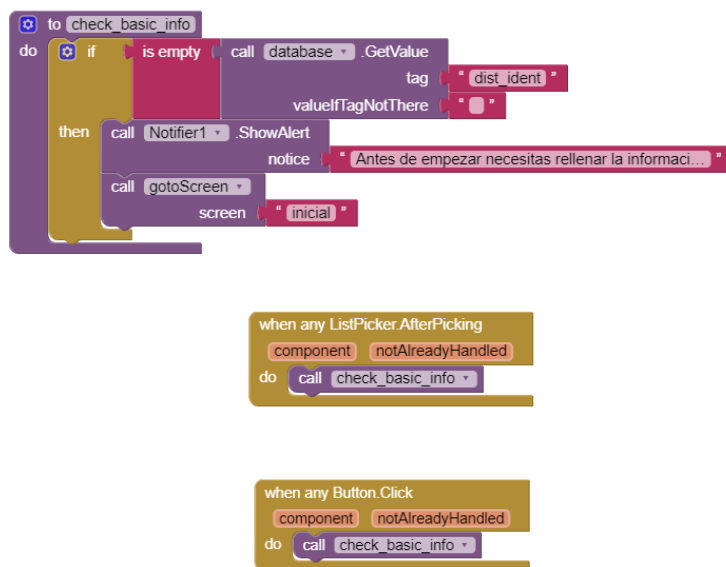 to check_basic_info
do if is empty call database .GetValue
tag " dist_ident "
valueIfTagNotThere " "
then call Notifier1 .ShowAlert
notice " Antes de empezar necesitas rellenar la informaci... "
call gotoScreen
screen " inicial "
when any ListPicker.AfterPicking
component notAlreadyHandled
do call check_basic_info
when any Button.Click
component notAlreadyHandled
do call check_basic_info